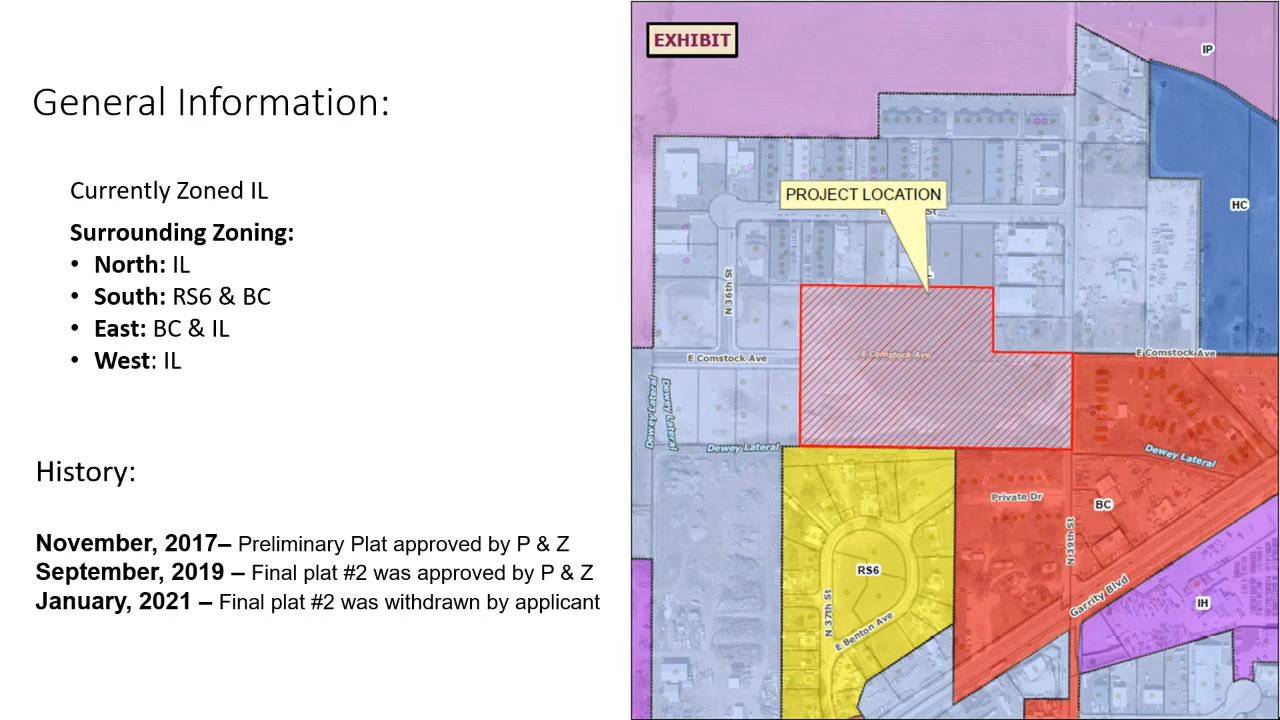 General Information:
Currently Zoned IL
Surrounding Zoning:
• North: IL
• South: RS6 & BC
• East: BC & IL
• West: IL
History:
November, 2017– Preliminary Plat approved by P & Z
September, 2019 – Final plat #2 was approved by P & Z
January, 2021 – Final plat #2 was withdrawn by applicant
EXHIBIT
IP
PROJECT LOCATION
HC
St
N 36th St
E Comstock Ave
E Comstock Ave
E Comstock Ave
Dewey Lateral
Dewey Lateral
Dewey Lateral
Dewey Lateral
Private Dr
BC
N 39th St
RS6
Garrity Blvd
IH
N 37th St
E Benton Ave